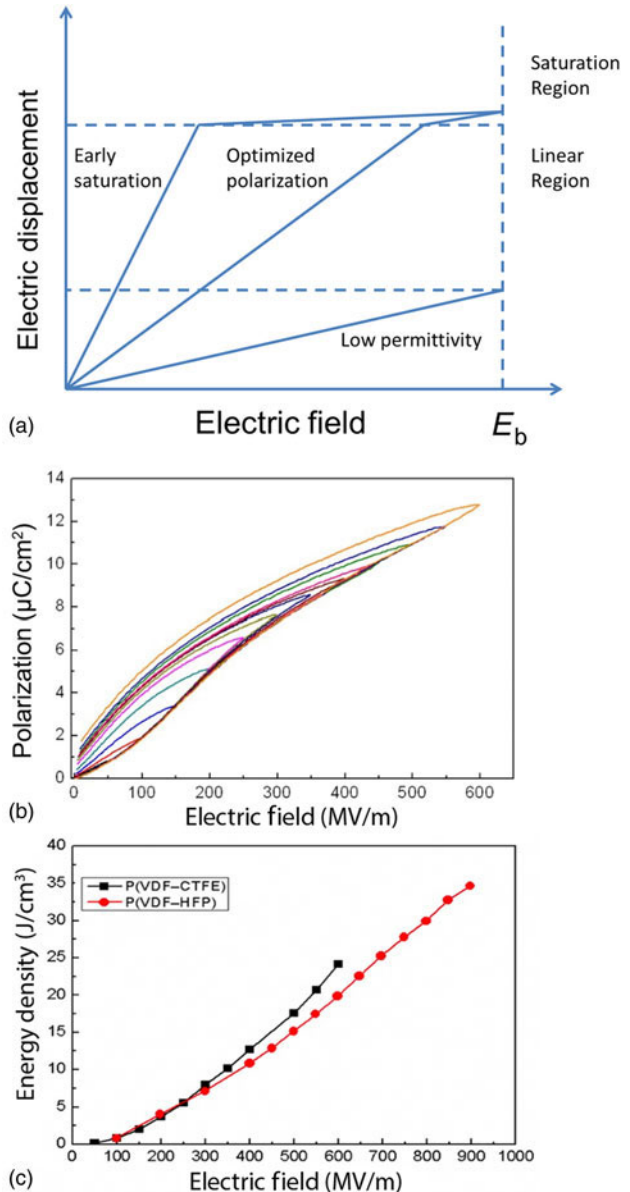 Saturation
Region
Early
saturation
Optimized
polarization
Linear
Region
Low permittivity
Electric displacement
(a)
Electric field
E_b
14
12
10
8
6
4
2
0
Polarization (µC/cm²)
0 100 200 300 400 500 600
(b)
Electric field (MV/m)
40
35
30
25
20
15
10
5
0
P(VDF–CTFE)
P(VDF–HFP)
Energy density (J/cm³)
0 100 200 300 400 500 600 700 800 900 1000
(c)
Electric field (MV/m)